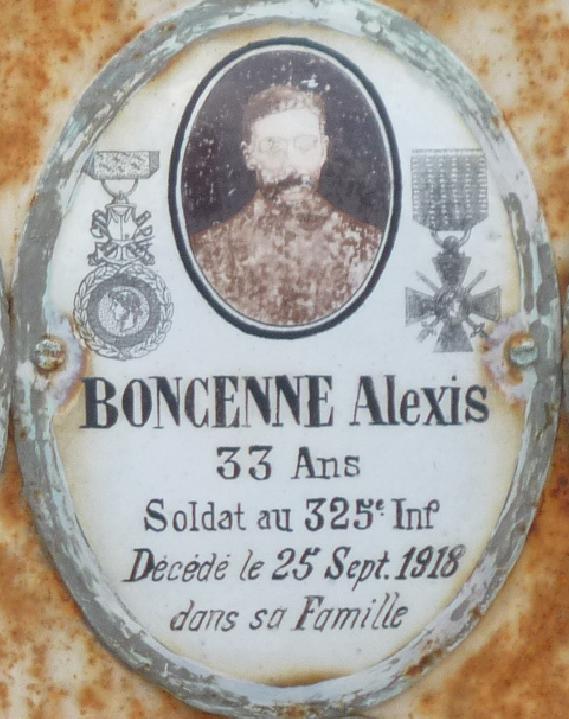 BONCENNE Alexis
33 Ans
Soldat au 325e Inf
Décédé le 25 Sept. 1918
dans sa Famille